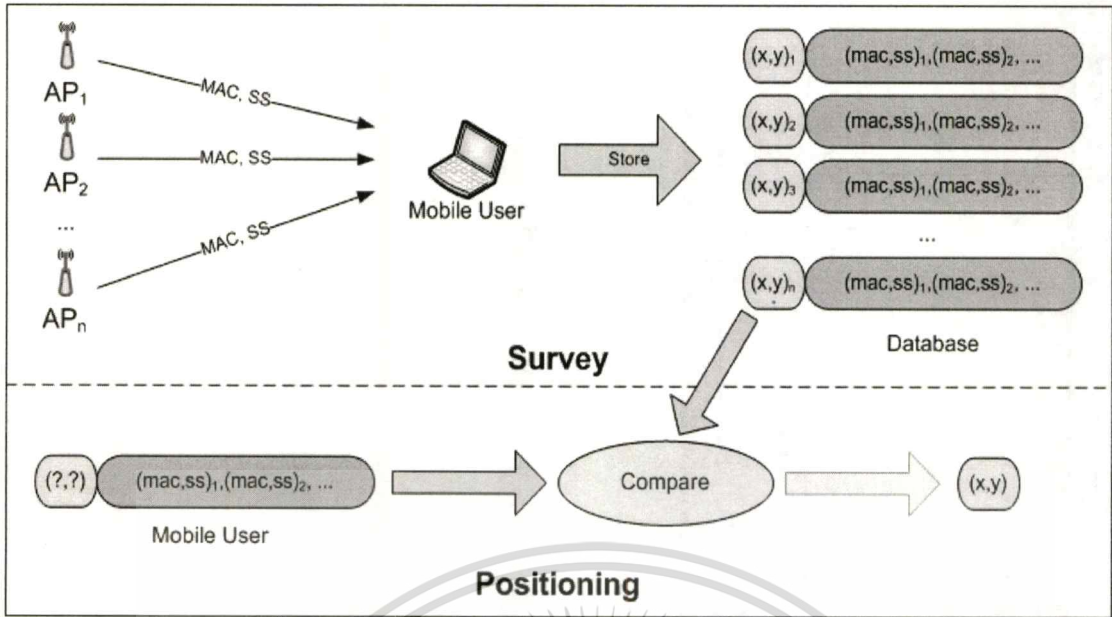 AP1
MAC, SS
AP2
MAC, SS
...
APn
MAC, SS
Mobile User
Store
(x,y)1 (mac,ss)1,(mac,ss)2, ...
(x,y)2 (mac,ss)1,(mac,ss)2, ...
(x,y)3 (mac,ss)1,(mac,ss)2, ...
...
(x,y)n (mac,ss)1,(mac,ss)2, ...
Database
Survey
(?,?) (mac,ss)1,(mac,ss)2, ...
Mobile User
Compare
(x,y)
Positioning